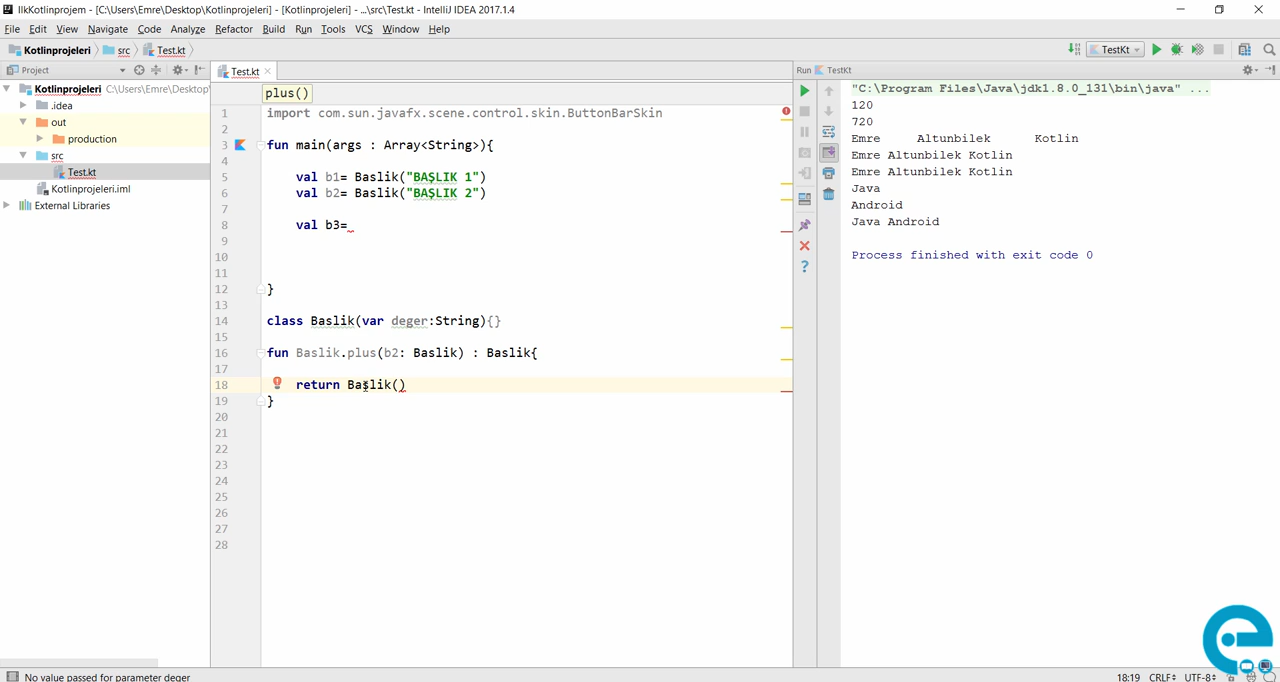 IlkKotlinprojem - [C:\Users\Emre\Desktop\Kotlinprojeleri] - [Kotlinprojeleri] - ...\src\Test.kt - IntelliJ IDEA 2017.1.4
File Edit View Navigate Code Analyze Refactor Build Run Tools VCS Window Help
Kotlinprojeleri src Test.kt TestKt
Project
Test.kt
Run TestKt
Kotlinprojeleri C:\Users\Emre\Desktop\
.idea
out
production
src
Test.kt
Kotlinprojeleri.iml
External Libraries
plus()
1 import com.sun.javafx.scene.control.skin.ButtonBarSkin
2
3 fun main(args : Array<String>){
4
5 val b1= Baslik("BAŞLIK 1")
6 val b2= Baslik("BAŞLIK 2")
7
8 val b3=
9
10
11
12 }
13
14 class Baslik(var deger:String){}
15
16 fun Baslik.plus(b2: Baslik) : Baslik{
17
18 return Baslik()
19 }
20
21
22
23
24
25
26
27
28
"C:\Program Files\Java\jdk1.8.0_131\bin\java" ...
120
720
Emre Altunbilek Kotlin
Emre Altunbilek Kotlin
Emre Altunbilek Kotlin
Java
Android
Java Android
Process finished with exit code 0
No value passed for parameter deger
18:19 CRLF UTF-8